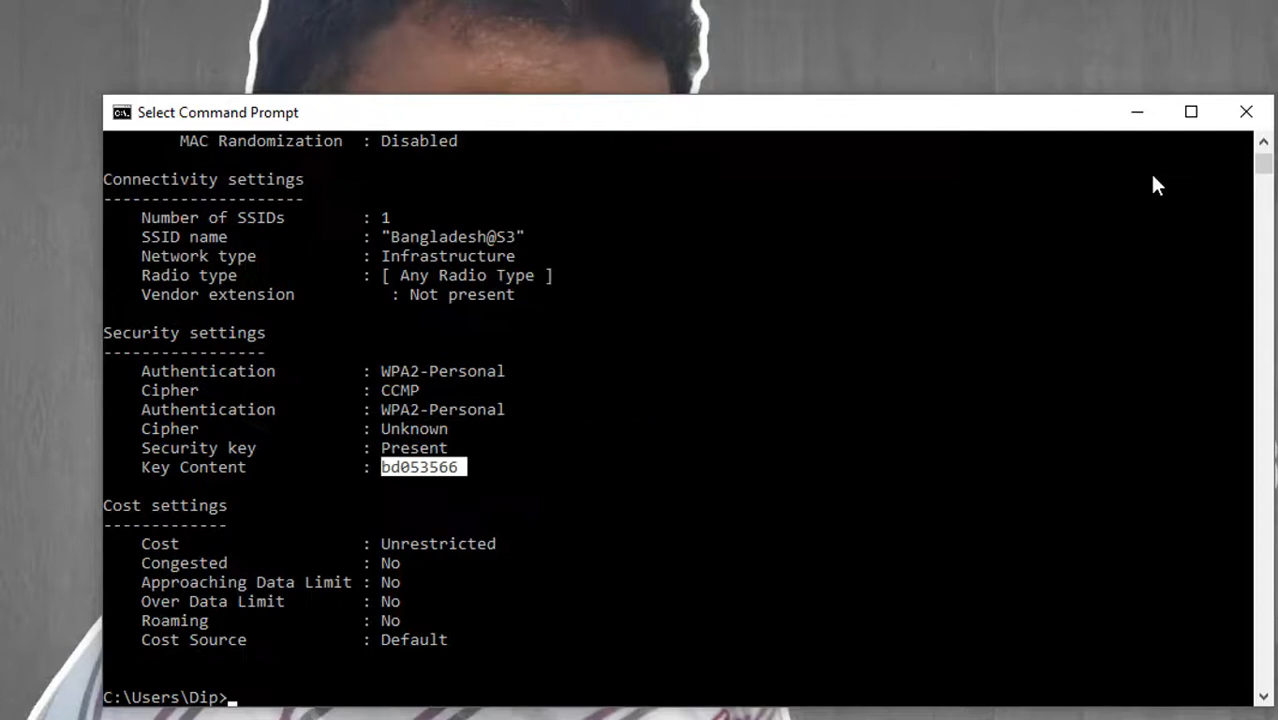 Select Command Prompt
MAC Randomization : Disabled
Connectivity settings
---------------------
Number of SSIDs : 1
SSID name : "Bangladesh@S3"
Network type : Infrastructure
Radio type : [ Any Radio Type ]
Vendor extension : Not present
Security settings
-----------------
Authentication : WPA2-Personal
Cipher : CCMP
Authentication : WPA2-Personal
Cipher : Unknown
Security key : Present
Key Content : bd053566
Cost settings
-------------
Cost : Unrestricted
Congested : No
Approaching Data Limit : No
Over Data Limit : No
Roaming : No
Cost Source : Default
C:\Users\Dip>